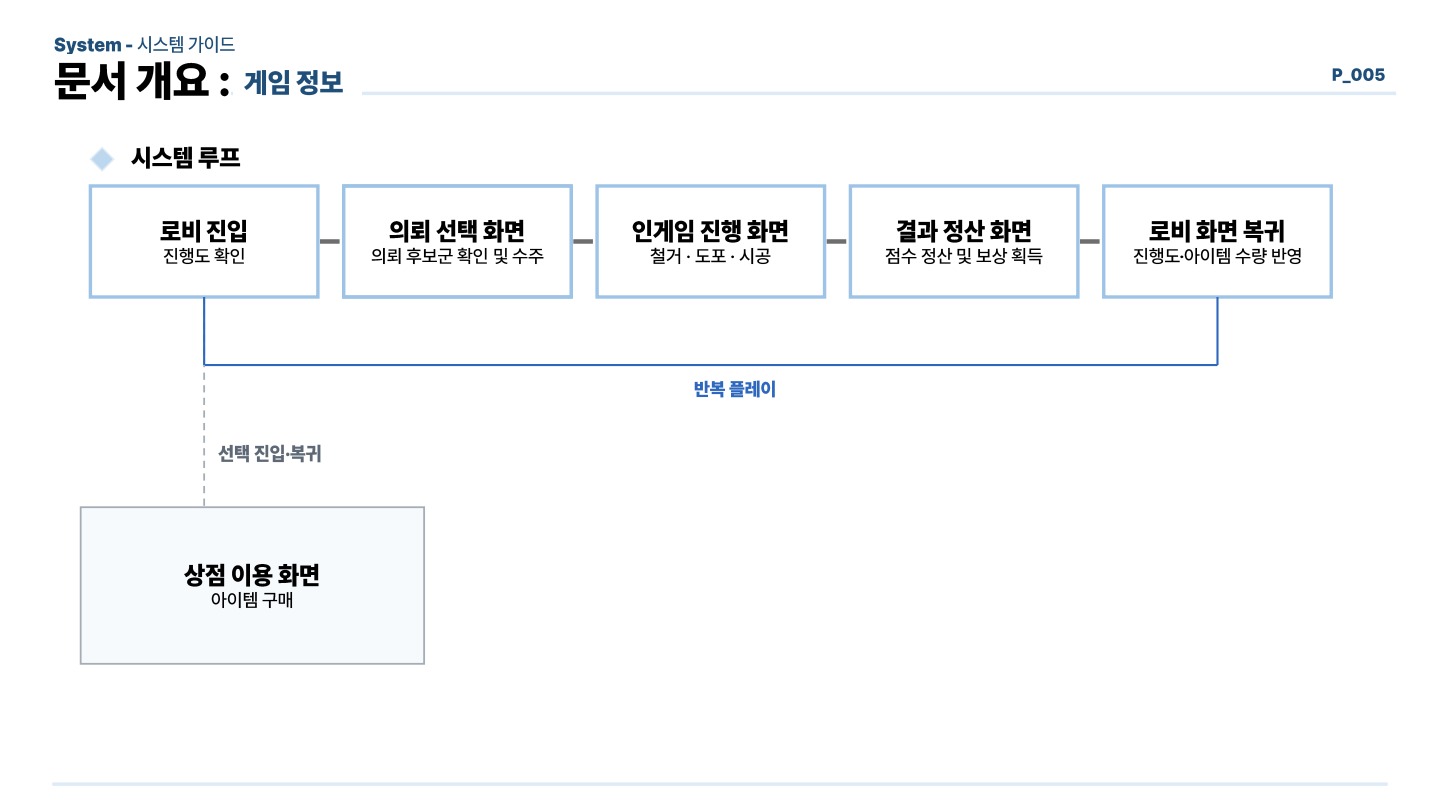 System - 시스템 가이드
문서 개요 : 게임 정보
P_005
시스템 루프
로비 진입
진행도 확인
의뢰 선택 화면
의뢰 후보군 확인 및 수주
인게임 진행 화면
철거 · 도포 · 시공
결과 정산 화면
점수 정산 및 보상 획득
로비 화면 복귀
진행도·아이템 수량 반영
반복 플레이
선택 진입·복귀
상점 이용 화면
아이템 구매